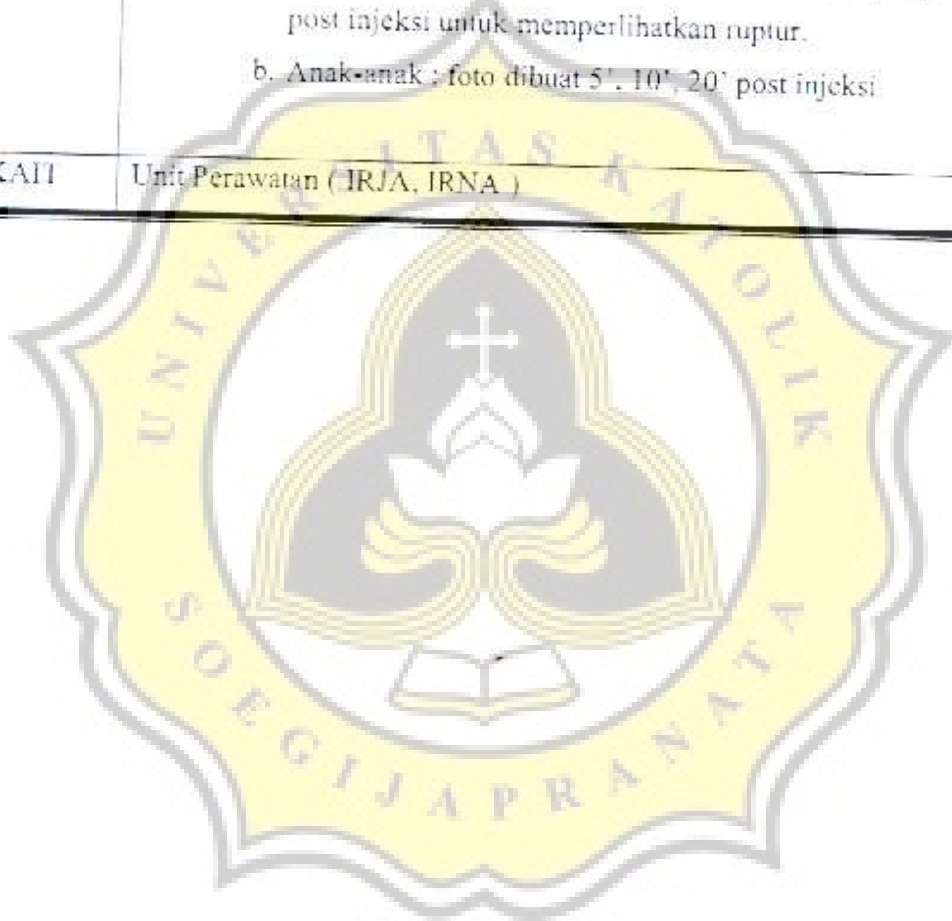 post injeksi untuk memperlihatkan ruptur.
b. Anak-anak : foto dibuat 5', 10', 20' post injeksi
KAIT Unit Perawatan ( IRJA, IRNA )
UNIVERSITAS KATOLIK
SOEGIJAPRANATA